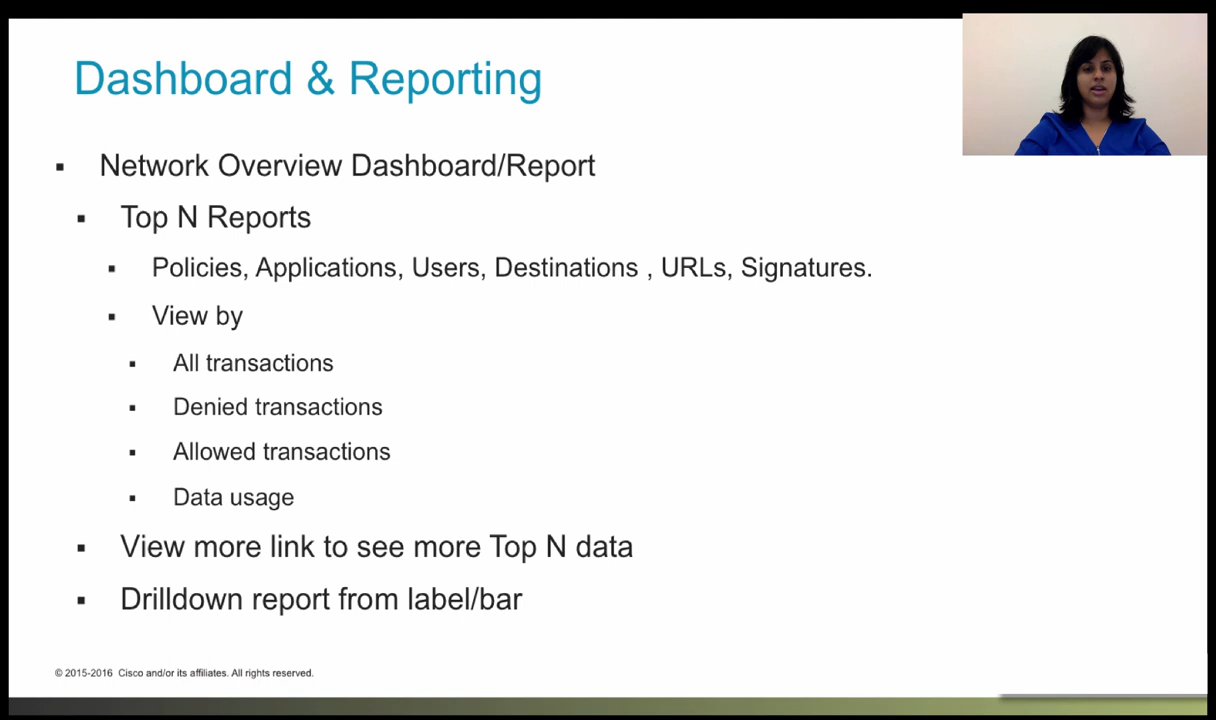 Dashboard & Reporting
▪ Network Overview Dashboard/Report
▪ Top N Reports
▪ Policies, Applications, Users, Destinations , URLs, Signatures.
▪ View by
▪ All transactions
▪ Denied transactions
▪ Allowed transactions
▪ Data usage
▪ View more link to see more Top N data
▪ Drilldown report from label/bar
© 2015-2016 Cisco and/or its affiliates. All rights reserved.